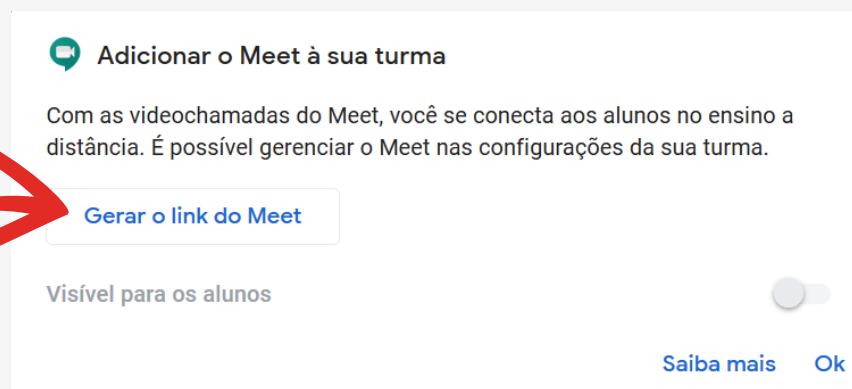 Adicionar o Meet à sua turma
Com as videochamadas do Meet, você se conecta aos alunos no ensino a
distância. É possível gerenciar o Meet nas configurações da sua turma.
Gerar o link do Meet
Visível para os alunos
Saiba mais Ok